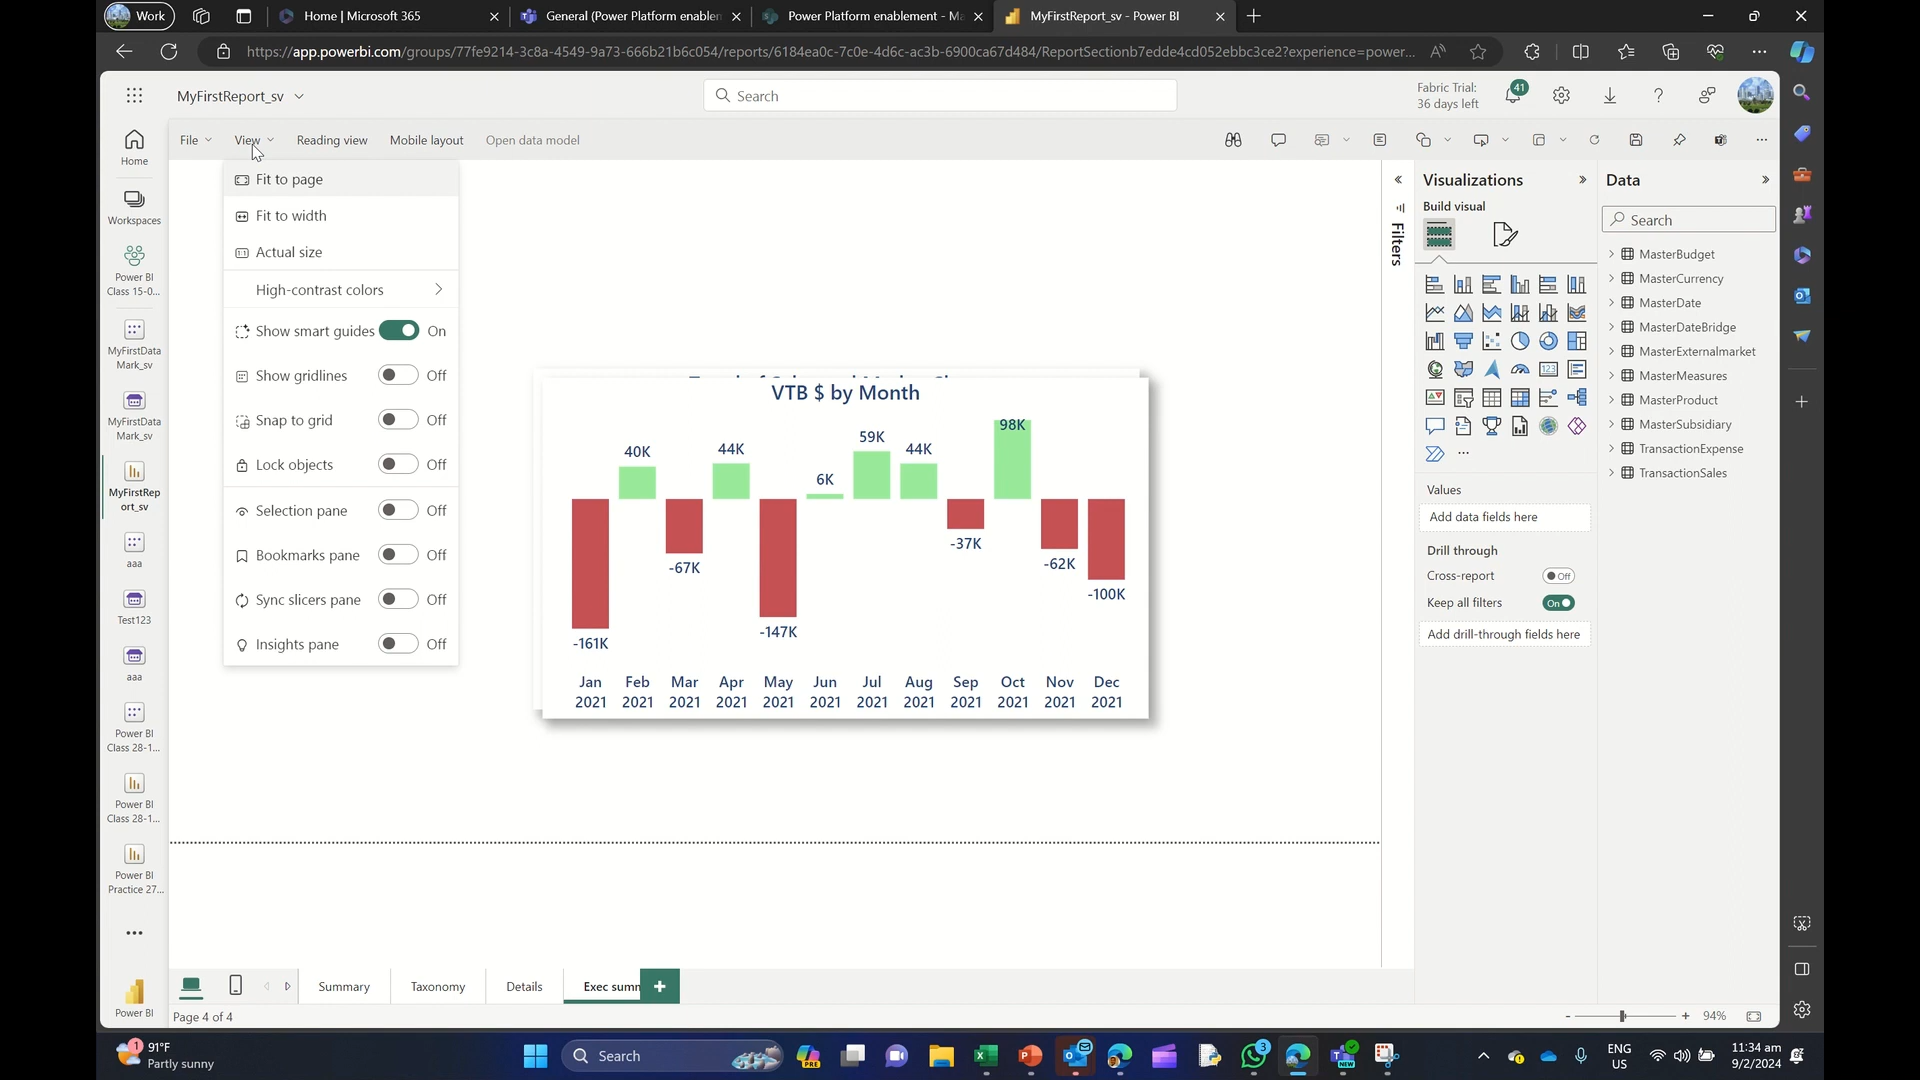 Work
Home | Microsoft 365
General (Power Platform enablen
Power Platform enablement - Ma
MyFirstReport_sv - Power BI
https://app.powerbi.com/groups/77fe9214-3c8a-4549-9a73-666b21b6c054/reports/6184ea0c-7c0e-4d6c-ac3b-6900ca67d484/ReportSectionb7edde4cd052ebbc3ce2?experience=power...
MyFirstReport_sv
Search
Fabric Trial:
36 days left
41
File
View
Reading view
Mobile layout
Open data model
Home
Workspaces
Power BI
Class 15-0...
MyFirstData
Mark_sv
MyFirstData
Mark_sv
MyFirstRep
ort_sv
aaa
Test123
aaa
Power BI
Class 28-1...
Power BI
Class 28-1...
Power BI
Practice 27...
Power BI
Fit to page
Fit to width
Actual size
High-contrast colors
Show smart guides On
Show gridlines Off
Snap to grid Off
Lock objects Off
Selection pane Off
Bookmarks pane Off
Sync slicers pane Off
Insights pane Off
VTB $ by Month
-161K
40K
-67K
44K
-147K
6K
59K
44K
-37K
98K
-62K
-100K
Jan Feb Mar Apr May Jun Jul Aug Sep Oct Nov Dec
2021 2021 2021 2021 2021 2021 2021 2021 2021 2021 2021 2021
Filters
Visualizations
Build visual
123
Values
Add data fields here
Drill through
Cross-report Off
Keep all filters On
Add drill-through fields here
Data
Search
MasterBudget
MasterCurrency
MasterDate
MasterDateBridge
MasterExternalmarket
MasterMeasures
MasterProduct
MasterSubsidiary
TransactionExpense
TransactionSales
Summary
Taxonomy
Details
Exec summ
Page 4 of 4
- + 94%
1
91°F
Partly sunny
Search
PRE
3
NEW
ENG
US
11:34 am
9/2/2024